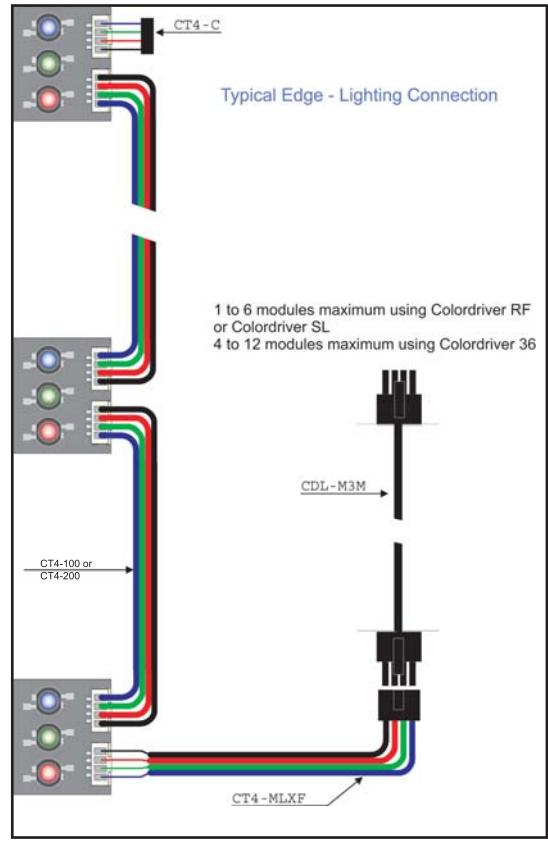 CT4-C
Typical Edge - Lighting Connection
1 to 6 modules maximum using Colordriver RF
or Colordriver SL
4 to 12 modules maximum using Colordriver 36
CDL-M3M
CT4-100 or
CT4-200
CT4-MLXF